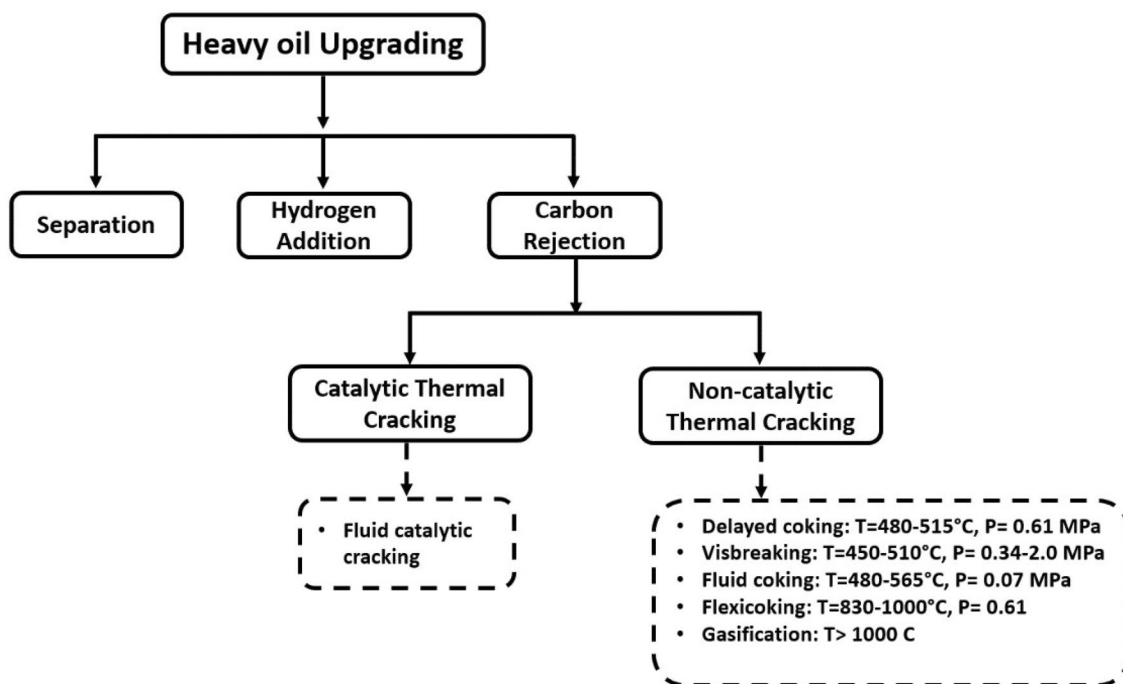 Heavy oil Upgrading
Separation
Hydrogen
Addition
Carbon
Rejection
Catalytic Thermal
Cracking
Non-catalytic
Thermal Cracking
• Fluid catalytic
cracking
• Delayed coking: T=480-515°C, P= 0.61 MPa
• Visbreaking: T=450-510°C, P= 0.34-2.0 MPa
• Fluid coking: T=480-565°C, P= 0.07 MPa
• Flexicoking: T=830-1000°C, P= 0.61
• Gasification: T> 1000 C